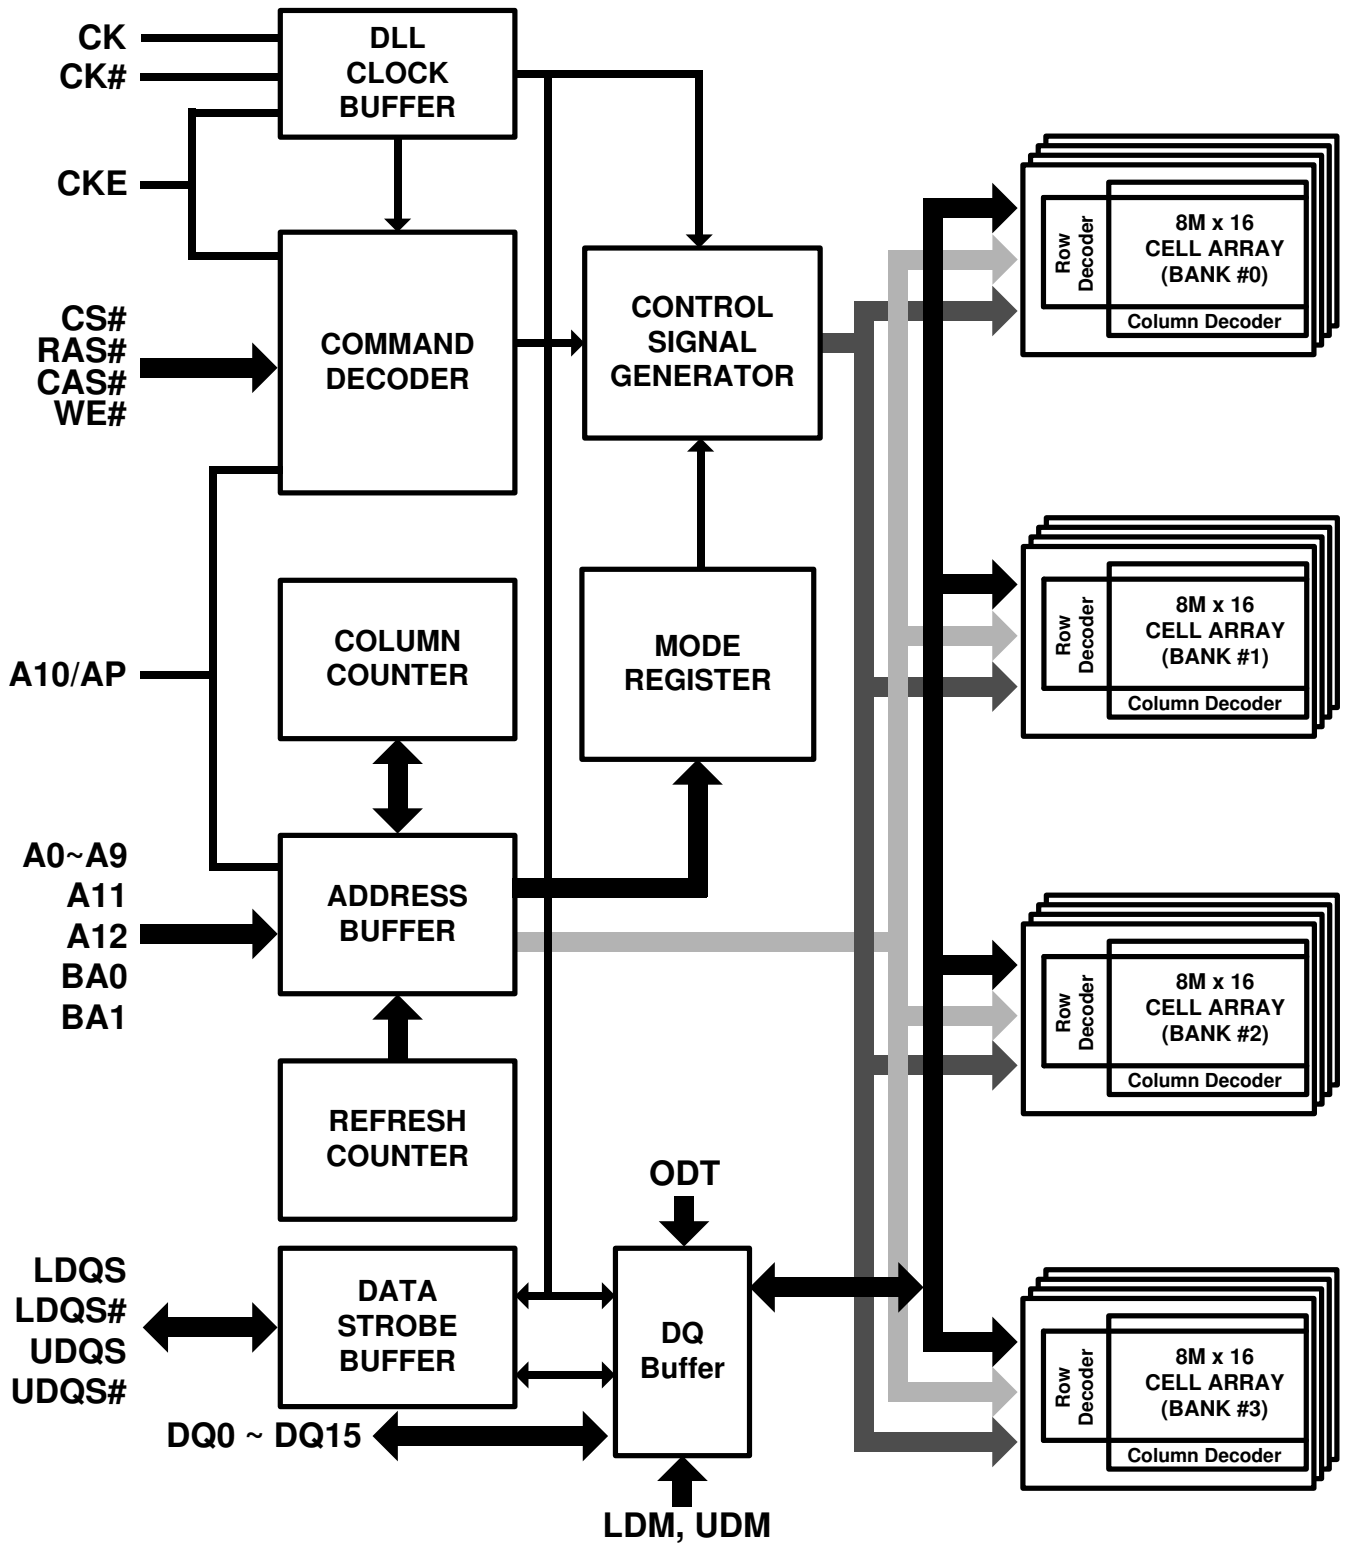 CK
CK#
CKE
CS#
RAS#
CAS#
WE#
A10/AP
A0~A9
A11
A12
BA0
BA1
LDQS
LDQS#
UDQS
UDQS#
DQ0 ~ DQ15
DLL
CLOCK
BUFFER
COMMAND
DECODER
COLUMN
COUNTER
ADDRESS
BUFFER
REFRESH
COUNTER
DATA
STROBE
BUFFER
CONTROL
SIGNAL
GENERATOR
MODE
REGISTER
ODT
DQ
Buffer
LDM, UDM
Row
Decoder
8M x 16
CELL ARRAY
(BANK #0)
Column Decoder
Row
Decoder
8M x 16
CELL ARRAY
(BANK #1)
Column Decoder
Row
Decoder
8M x 16
CELL ARRAY
(BANK #2)
Column Decoder
Row
Decoder
8M x 16
CELL ARRAY
(BANK #3)
Column Decoder